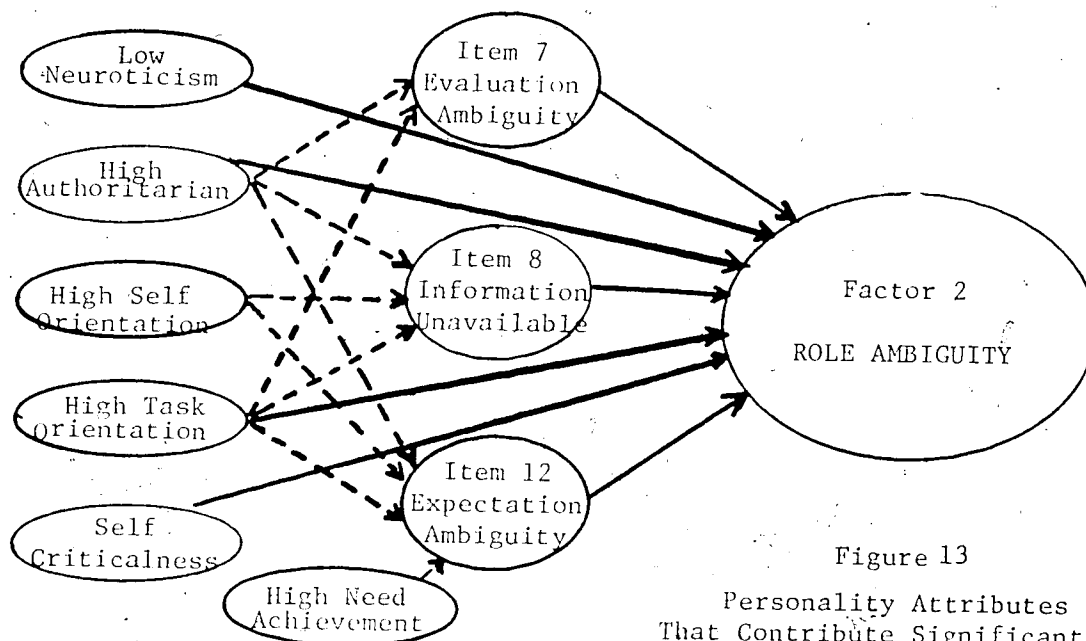 Low
Neuroticism
High
Authoritarian
High Self
Orientation
High Task
Orientation
Self
Criticalness
High Need
Achievement
Item 7
Evaluation
Ambiguity
Item 8
Information
Unavailable
Item 12
Expectation
Ambiguity
Factor 2
ROLE AMBIGUITY
Figure 13
Personality Attributes
That Contribute Significant